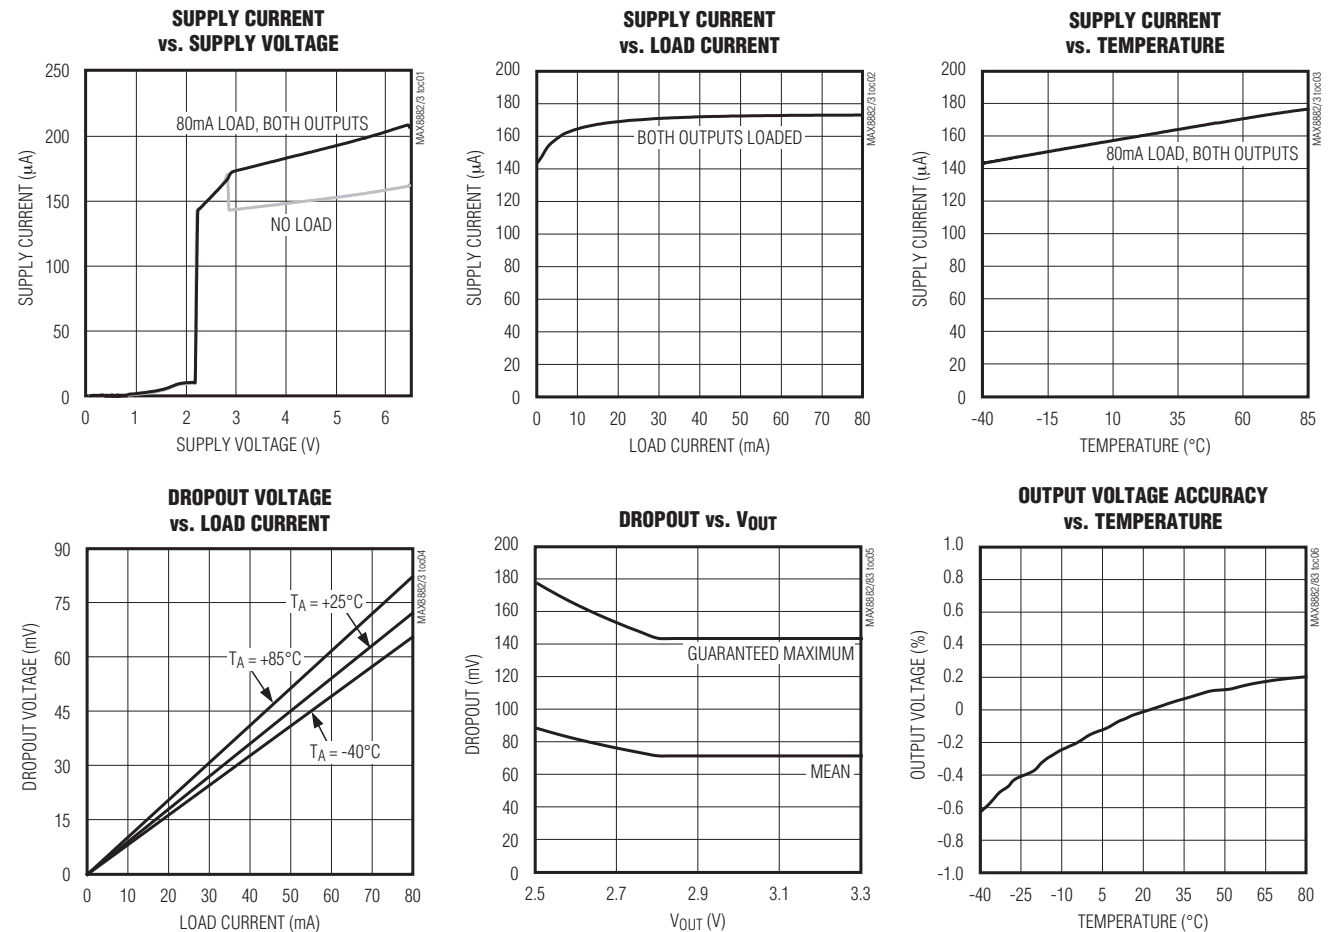 SUPPLY CURRENT
vs. SUPPLY VOLTAGE
250
200
150
100
50
0
SUPPLY CURRENT (µA)
80mA LOAD, BOTH OUTPUTS
NO LOAD
MAX8882/3 toc01
0 1 2 3 4 5 6
SUPPLY VOLTAGE (V)
SUPPLY CURRENT
vs. LOAD CURRENT
200
180
160
140
120
100
80
60
40
20
0
SUPPLY CURRENT (µA)
BOTH OUTPUTS LOADED
MAX8882/3 toc02
0 10 20 30 40 50 60 70 80
LOAD CURRENT (mA)
SUPPLY CURRENT
vs. TEMPERATURE
200
180
160
140
120
100
80
60
40
20
0
SUPPLY CURRENT (µA)
80mA LOAD, BOTH OUTPUTS
MAX8882/3 toc03
-40 -15 10 35 60 85
TEMPERATURE (°C)
DROPOUT VOLTAGE
vs. LOAD CURRENT
90
75
60
45
30
15
0
DROPOUT VOLTAGE (mV)
TA = +25°C
TA = +85°C
TA = -40°C
MAX8882/3 toc04
0 10 20 30 40 50 60 70 80
LOAD CURRENT (mA)
DROPOUT vs. VOUT
200
180
160
140
120
100
80
60
40
20
0
DROPOUT (mV)
GUARANTEED MAXIMUM
MEAN
MAX8882/83 toc05
2.5 2.7 2.9 3.1 3.3
VOUT (V)
OUTPUT VOLTAGE ACCURACY
vs. TEMPERATURE
1.0
0.8
0.6
0.4
0.2
0
-0.2
-0.4
-0.6
-0.8
-1.0
OUTPUT VOLTAGE (%)
MAX8882/83 toc06
-40 -25 -10 5 20 35 50 65 80
TEMPERATURE (°C)